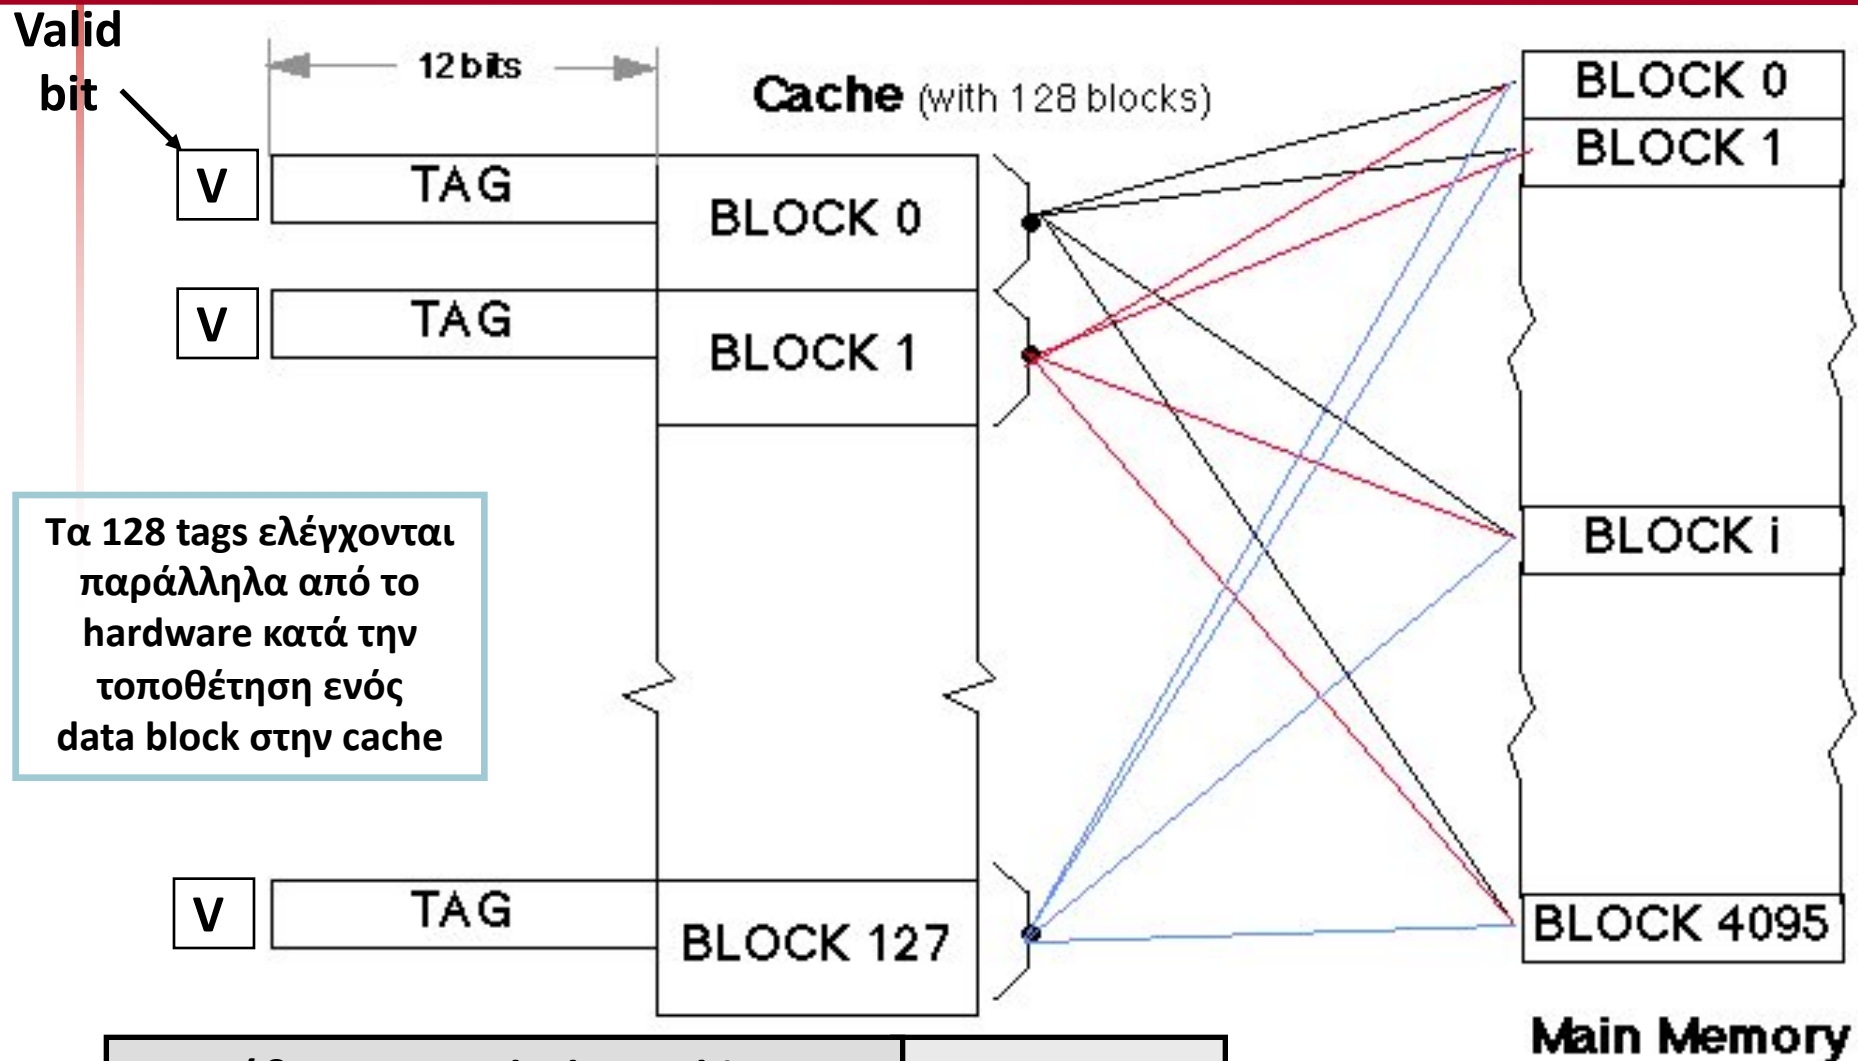 Valid
bit
12 bits
Cache (with 128 blocks)
BLOCK 0
BLOCK 1
V
TAG
BLOCK 0
V
TAG
BLOCK 1
Τα 128 tags ελέγχονται
παράλληλα από το
hardware κατά την
τοποθέτηση ενός
data block στην cache
BLOCK i
V
TAG
BLOCK 127
BLOCK 4095
Main Memory